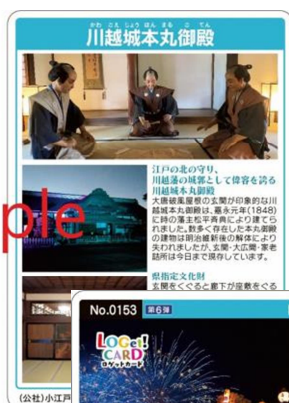 かわ ごえ じょう ほん まる ご てん
川越城本丸御殿
江戸の北の守り、
川越藩の城郭として偉容を誇る
川越城本丸御殿
大唐破風屋根の玄関が印象的な川
越城本丸御殿は、嘉永元年(1848)
に時の藩主松平斉典により建てら
れました。数多く存在した本丸御殿
の建物は明治維新後の解体により
失われましたが、玄関・大広間・家老
詰所は今日まで現存しています。
県指定文化財
玄関をくぐると廊下が座敷をぐる
ple
(公社)小江戸
No.0153 第6弾
LOGet!
CARD
ロゲットカード